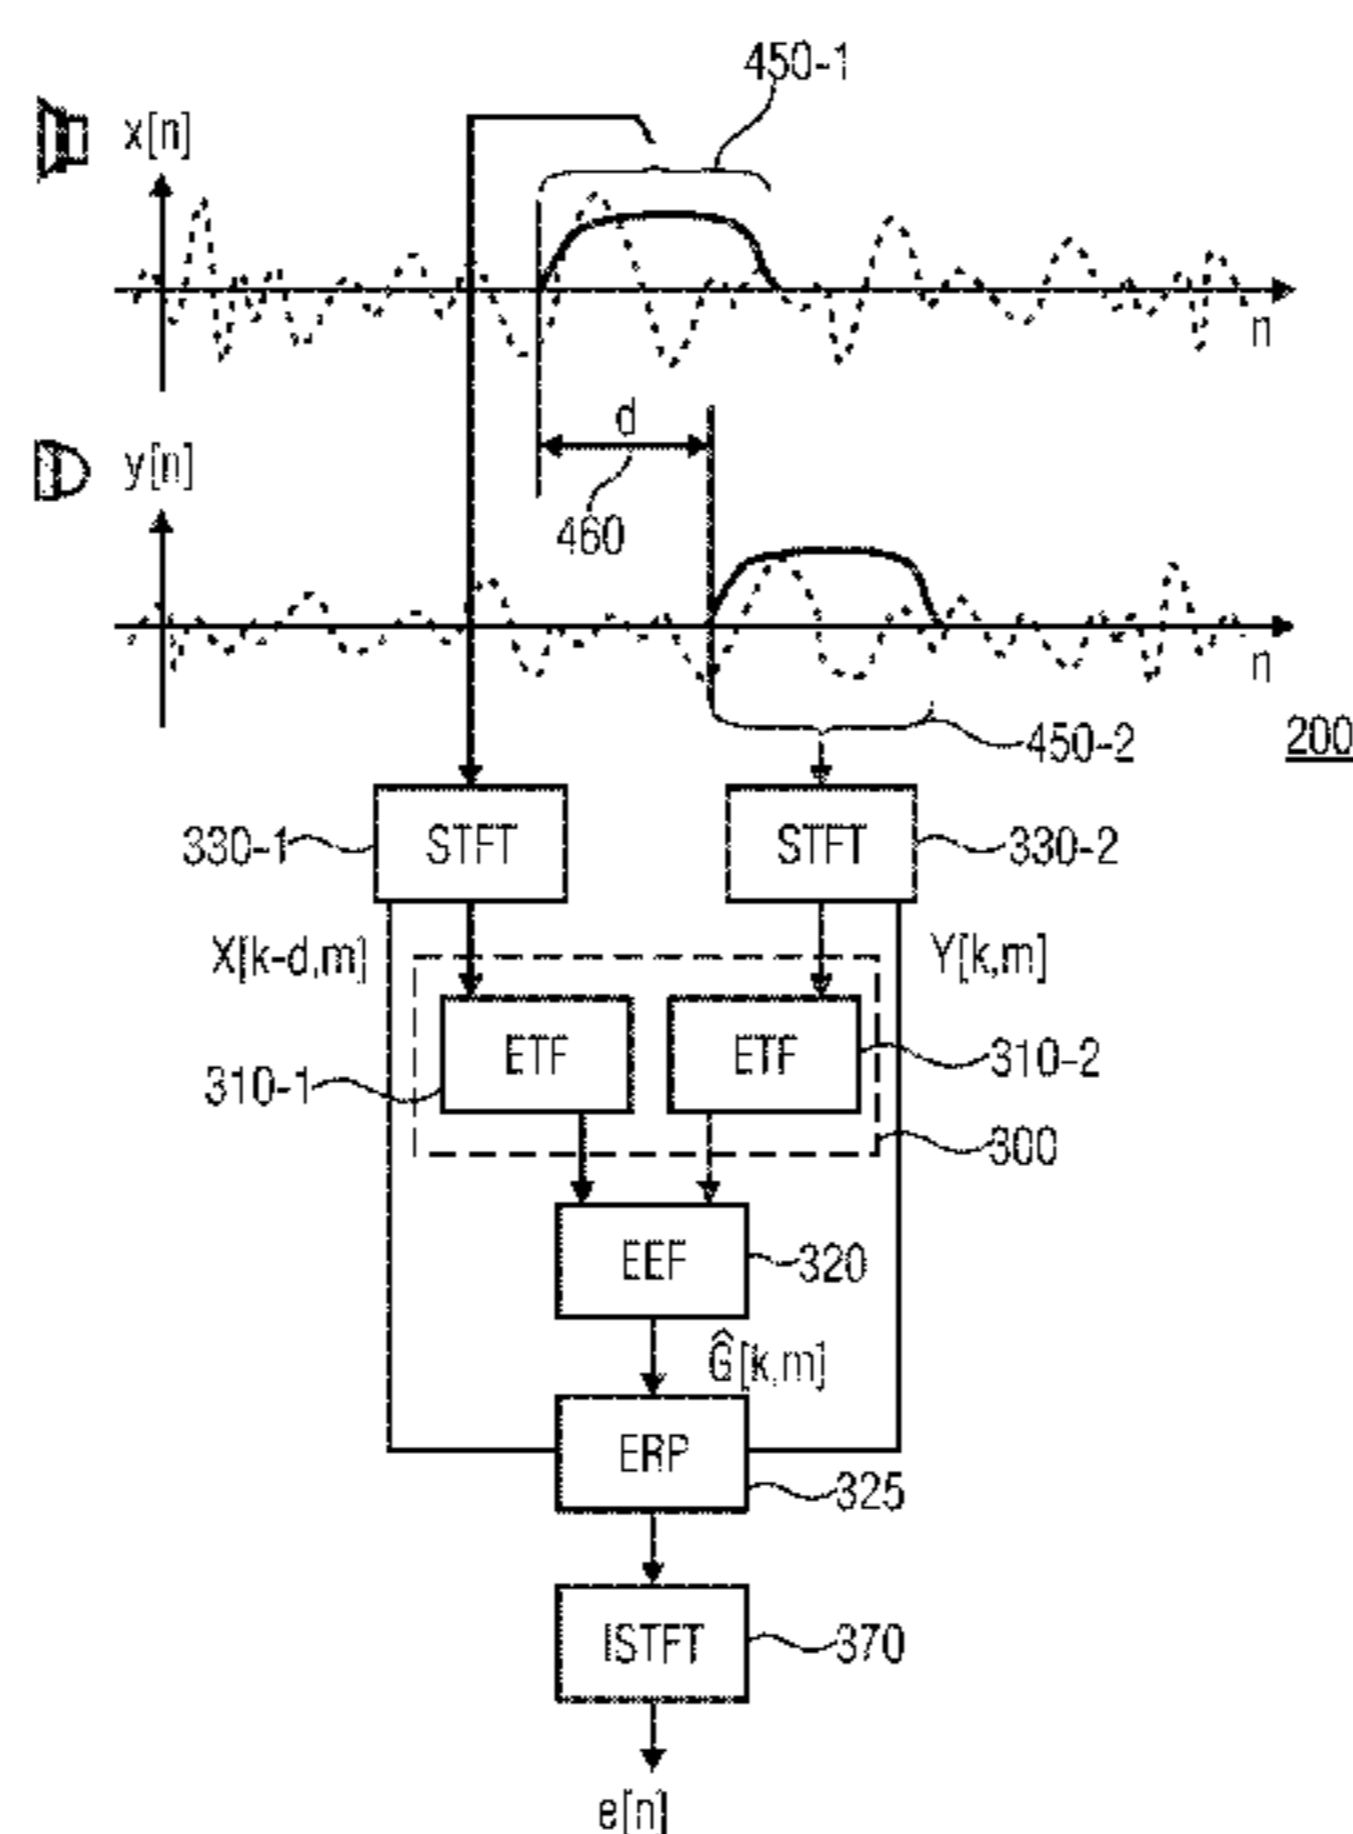 450-1
x[n]
n
d
y[n]
460
n
450-2
200
330-1
STFT
STFT
330-2
X[k-d,m]
Y[k,m]
ETF
ETF
310-2
310-1
300
EEF
320
Ĝ[k,m]
ERP
325
ISTFT
370
e[n]